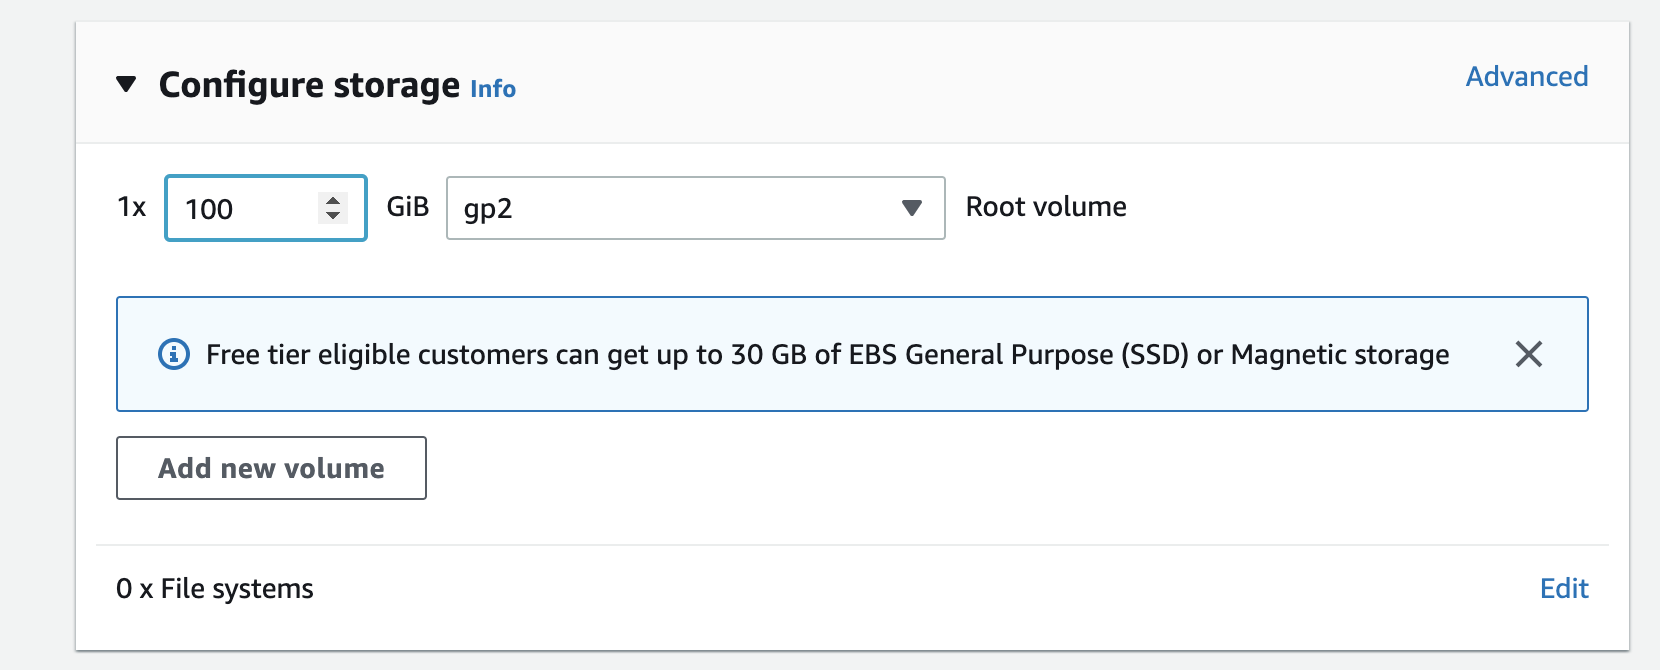 Configure storage Info
Advanced
1x 100 GiB gp2 Root volume
Free tier eligible customers can get up to 30 GB of EBS General Purpose (SSD) or Magnetic storage
Add new volume
0 x File systems
Edit